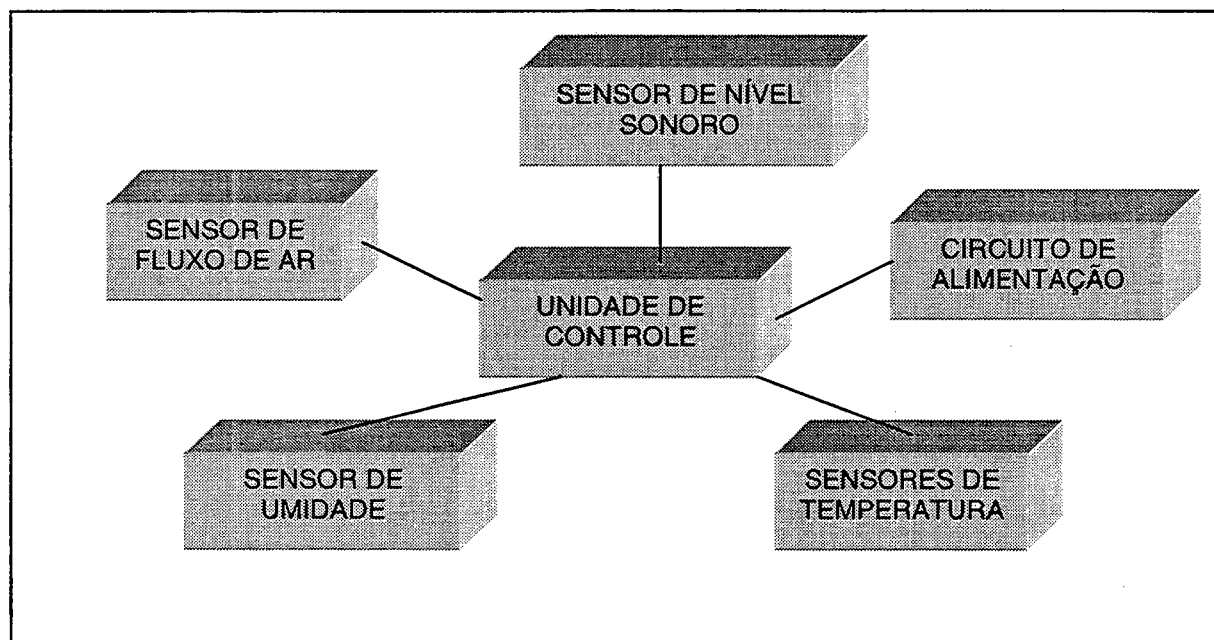 SENSOR DE NÍVEL
SONORO
SENSOR DE
FLUXO DE AR
CIRCUITO DE
ALIMENTAÇÃO
UNIDADE DE
CONTROLE
SENSOR DE
UMIDADE
SENSORES DE
TEMPERATURA